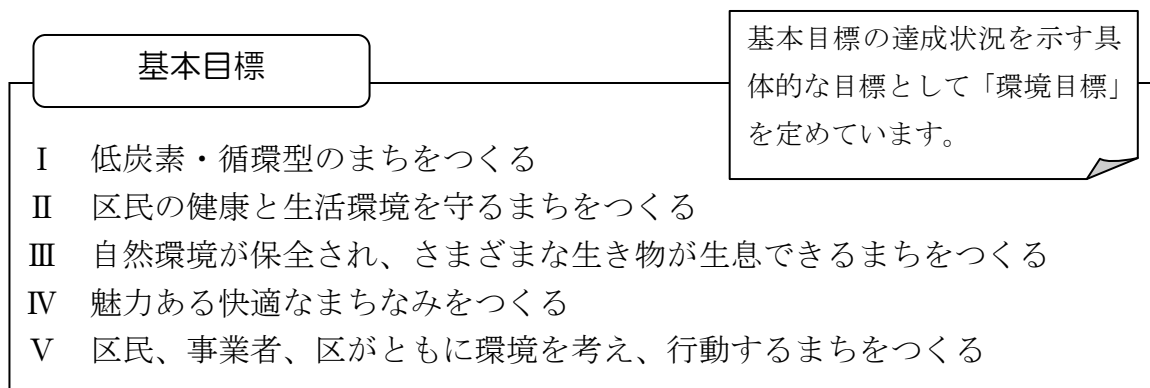 基本目標
基本目標の達成状況を示す具
体的な目標として「環境目標」
を定めています。
Ⅰ 低炭素・循環型のまちをつくる
Ⅱ 区民の健康と生活環境を守るまちをつくる
Ⅲ 自然環境が保全され、さまざまな生き物が生息できるまちをつくる
Ⅳ 魅力ある快適なまちなみをつくる
Ⅴ 区民、事業者、区がともに環境を考え、行動するまちをつくる